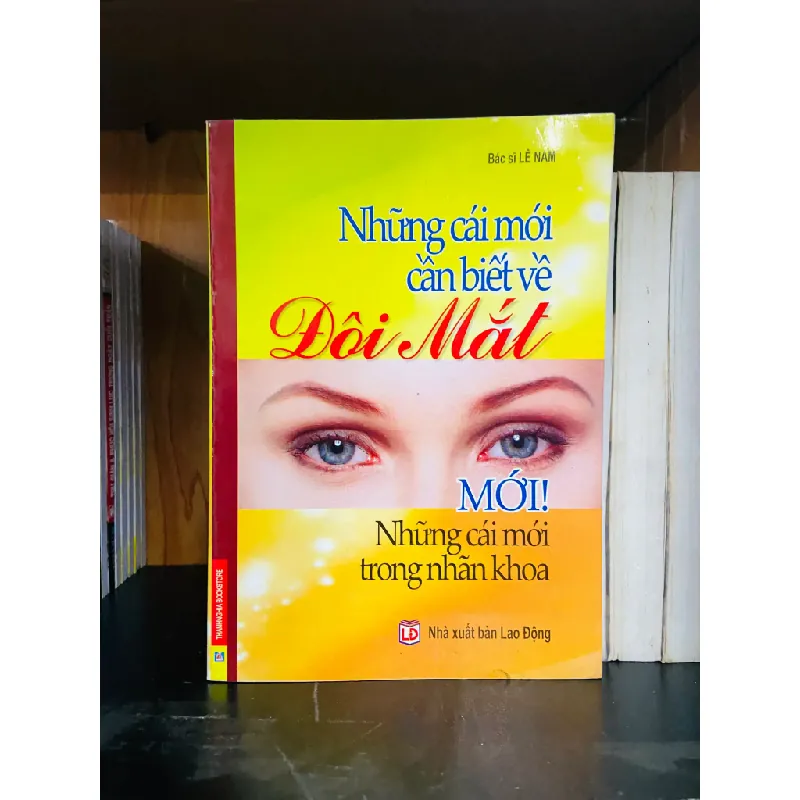 Bác sĩ LÊ NAM
Những cái mới
cần biết về
Đôi Mắt
MỚI!
Những cái mới
trong nhãn khoa
LĐ Nhà xuất bản Lao Động